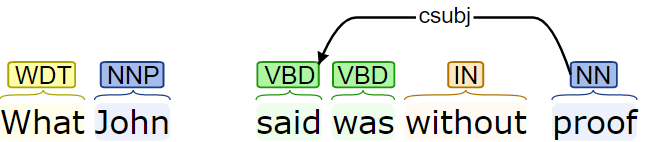 csubj
WDT NNP VBD VBD IN NN
What John said was without proof